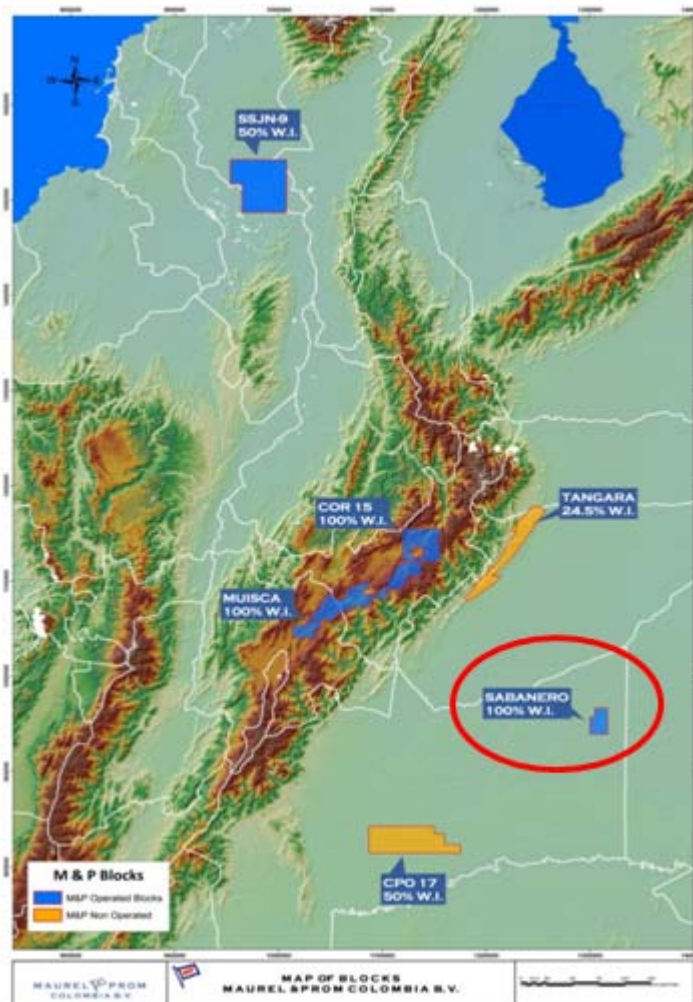 N
W
E
S
SSJN-9
50% W.I.
COR 15
100% W.I.
TANGARA
24.5% W.I.
MUISCA
100% W.I.
SABANERO
100% W.I.
CPO 17
50% W.I.
M & P Blocks
M&P Operated Blocks
M&P Non Operated
MAUREL PROM
COLOMBIA B.V.
MAP OF BLOCKS
MAUREL &PROM COLOMBIA B.V.